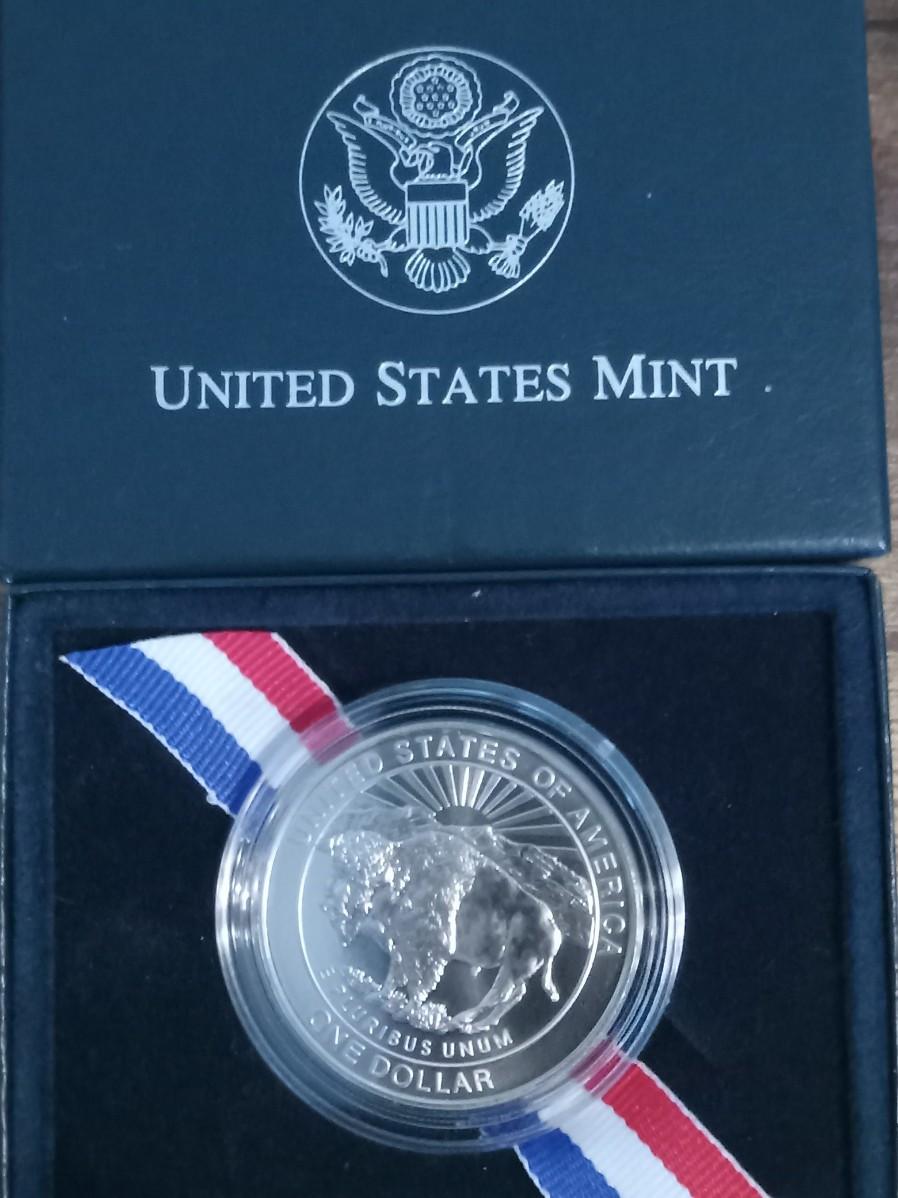 UNITED STATES MINT
UNITED STATES OF AMERICA
E PLURIBUS UNUM
ONE DOLLAR